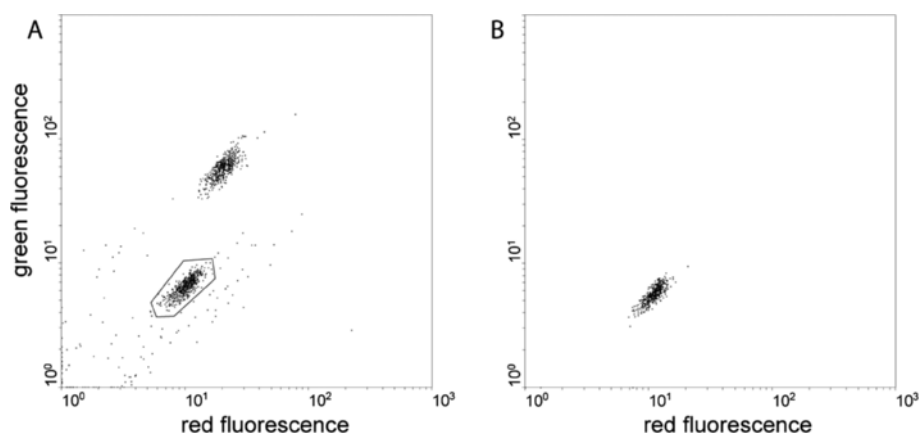 A
green fluorescence
10² 10¹ 10⁰
10⁰ 10¹ 10² 10³
red fluorescence
B
10² 10¹ 10⁰
10⁰ 10¹ 10² 10³
red fluorescence